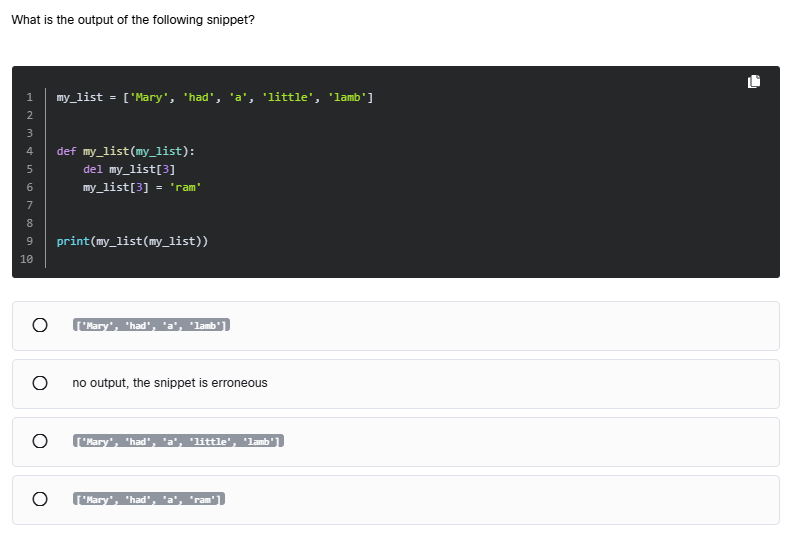 What is the output of the following snippet?
1 my_list = ['Mary', 'had', 'a', 'little', 'lamb']
2
3
4 def my_list(my_list):
5     del my_list[3]
6     my_list[3] = 'ram'
7
8
9 print(my_list(my_list))
10
['Mary', 'had', 'a', 'lamb']
no output, the snippet is erroneous
['Mary', 'had', 'a', 'little', 'lamb']
['Mary', 'had', 'a', 'ram']